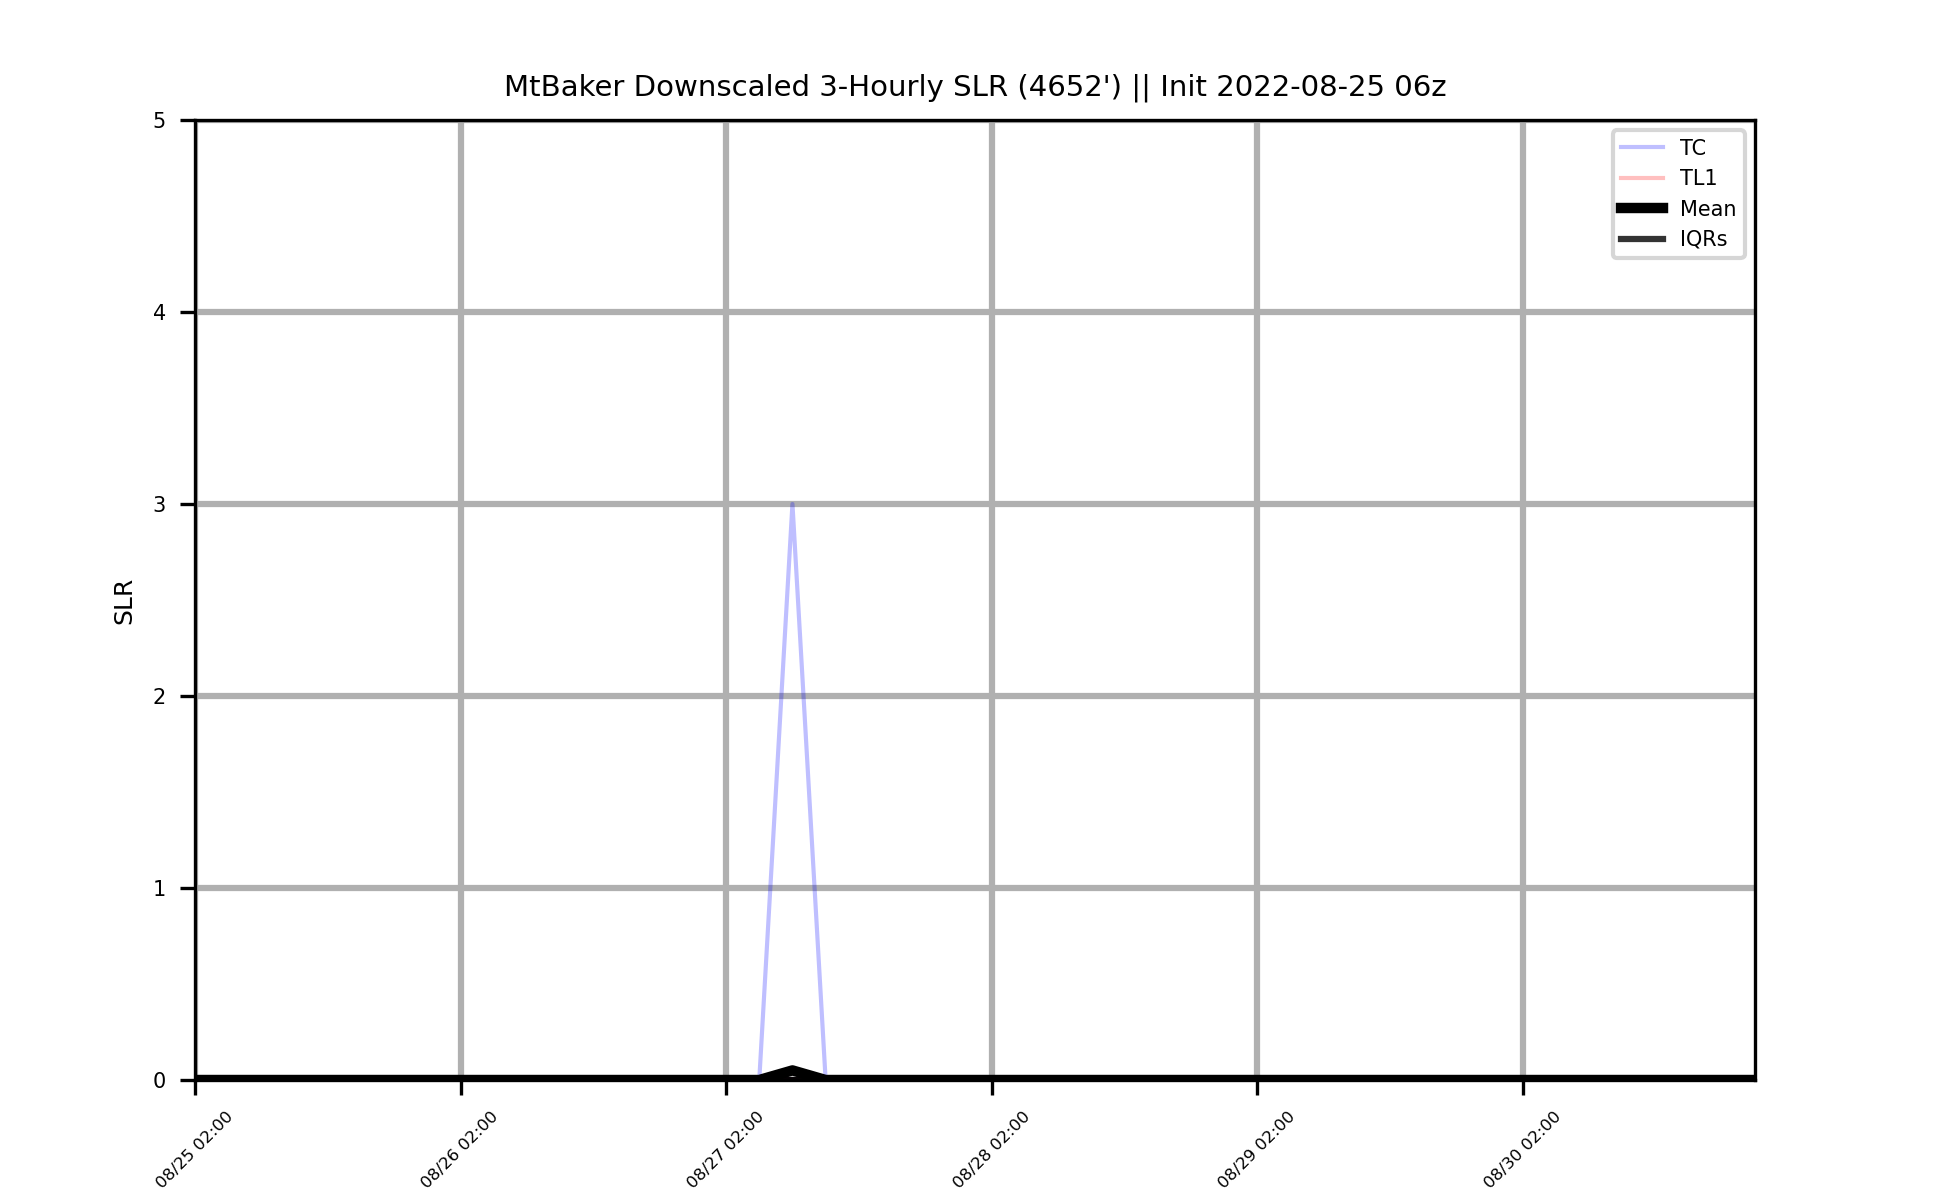 MtBaker Downscaled 3-Hourly SLR (4652') || Init 2022-08-25 06z
TC
TL1
Mean
IQRs
SLR
5
4
3
2
1
0
08/25 02:00
08/26 02:00
08/27 02:00
08/28 02:00
08/29 02:00
08/30 02:00